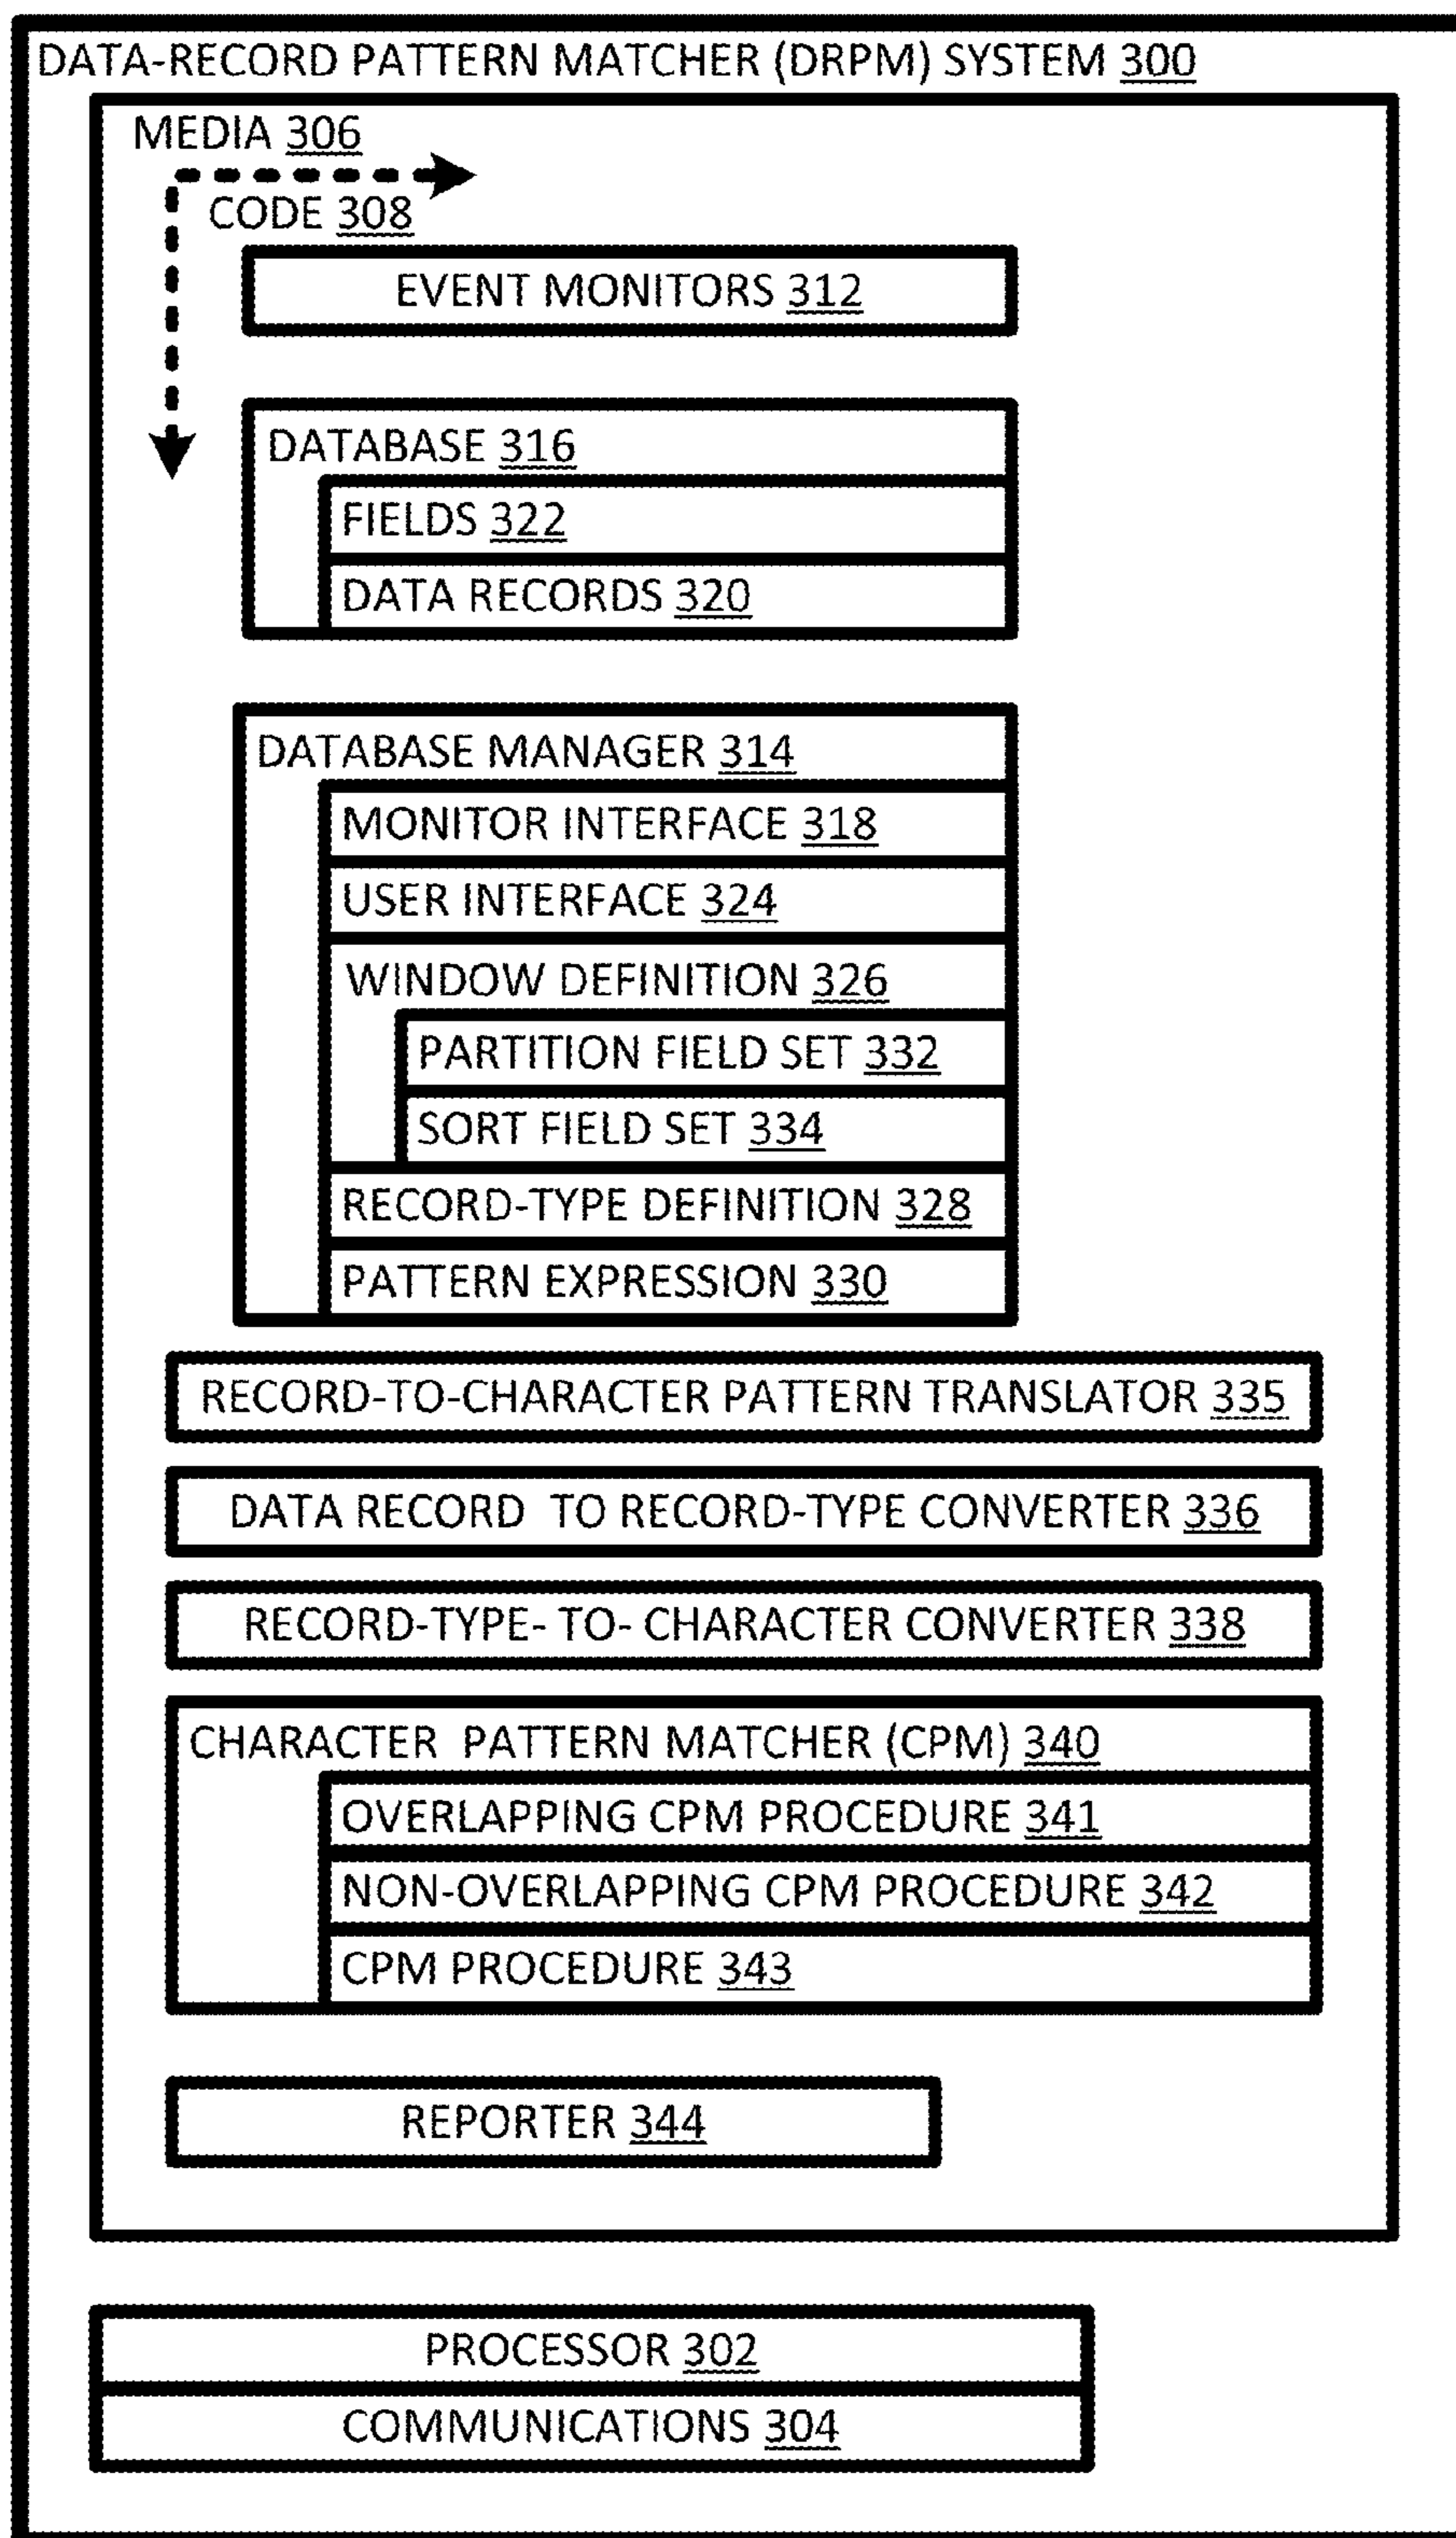 DATA-RECORD PATTERN MATCHER (DRPM) SYSTEM 300
MEDIA 306
CODE 308
EVENT MONITORS 312
DATABASE 316
FIELDS 322
DATA RECORDS 320
DATABASE MANAGER 314
MONITOR INTERFACE 318
USER INTERFACE 324
WINDOW DEFINITION 326
PARTITION FIELD SET 332
SORT FIELD SET 334
RECORD-TYPE DEFINITION 328
PATTERN EXPRESSION 330
RECORD-TO-CHARACTER PATTERN TRANSLATOR 335
DATA RECORD TO RECORD-TYPE CONVERTER 336
RECORD-TYPE- TO- CHARACTER CONVERTER 338
CHARACTER PATTERN MATCHER (CPM) 340
OVERLAPPING CPM PROCEDURE 341
NON-OVERLAPPING CPM PROCEDURE 342
CPM PROCEDURE 343
REPORTER 344
PROCESSOR 302
COMMUNICATIONS 304